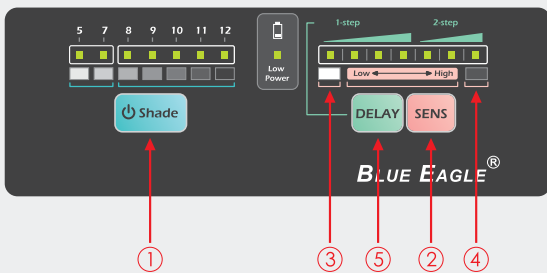 1-step 2-step
5 7 8 9 10 11 12
Low
Power
Low High
Shade
DELAY SENS
BLUE EAGLE®
① ③ ⑤ ② ④